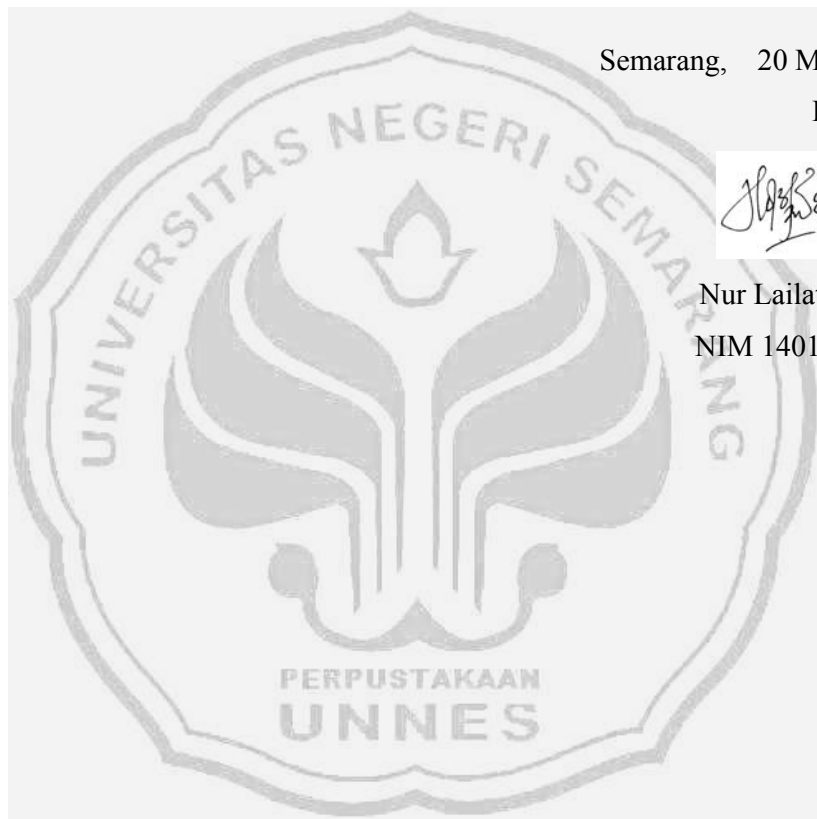 Semarang, 20 M
UNIVERSITAS NEGERI SEMARANG
Nur Laila
NIM 1401
PERPUSTAKAAN
UNNES